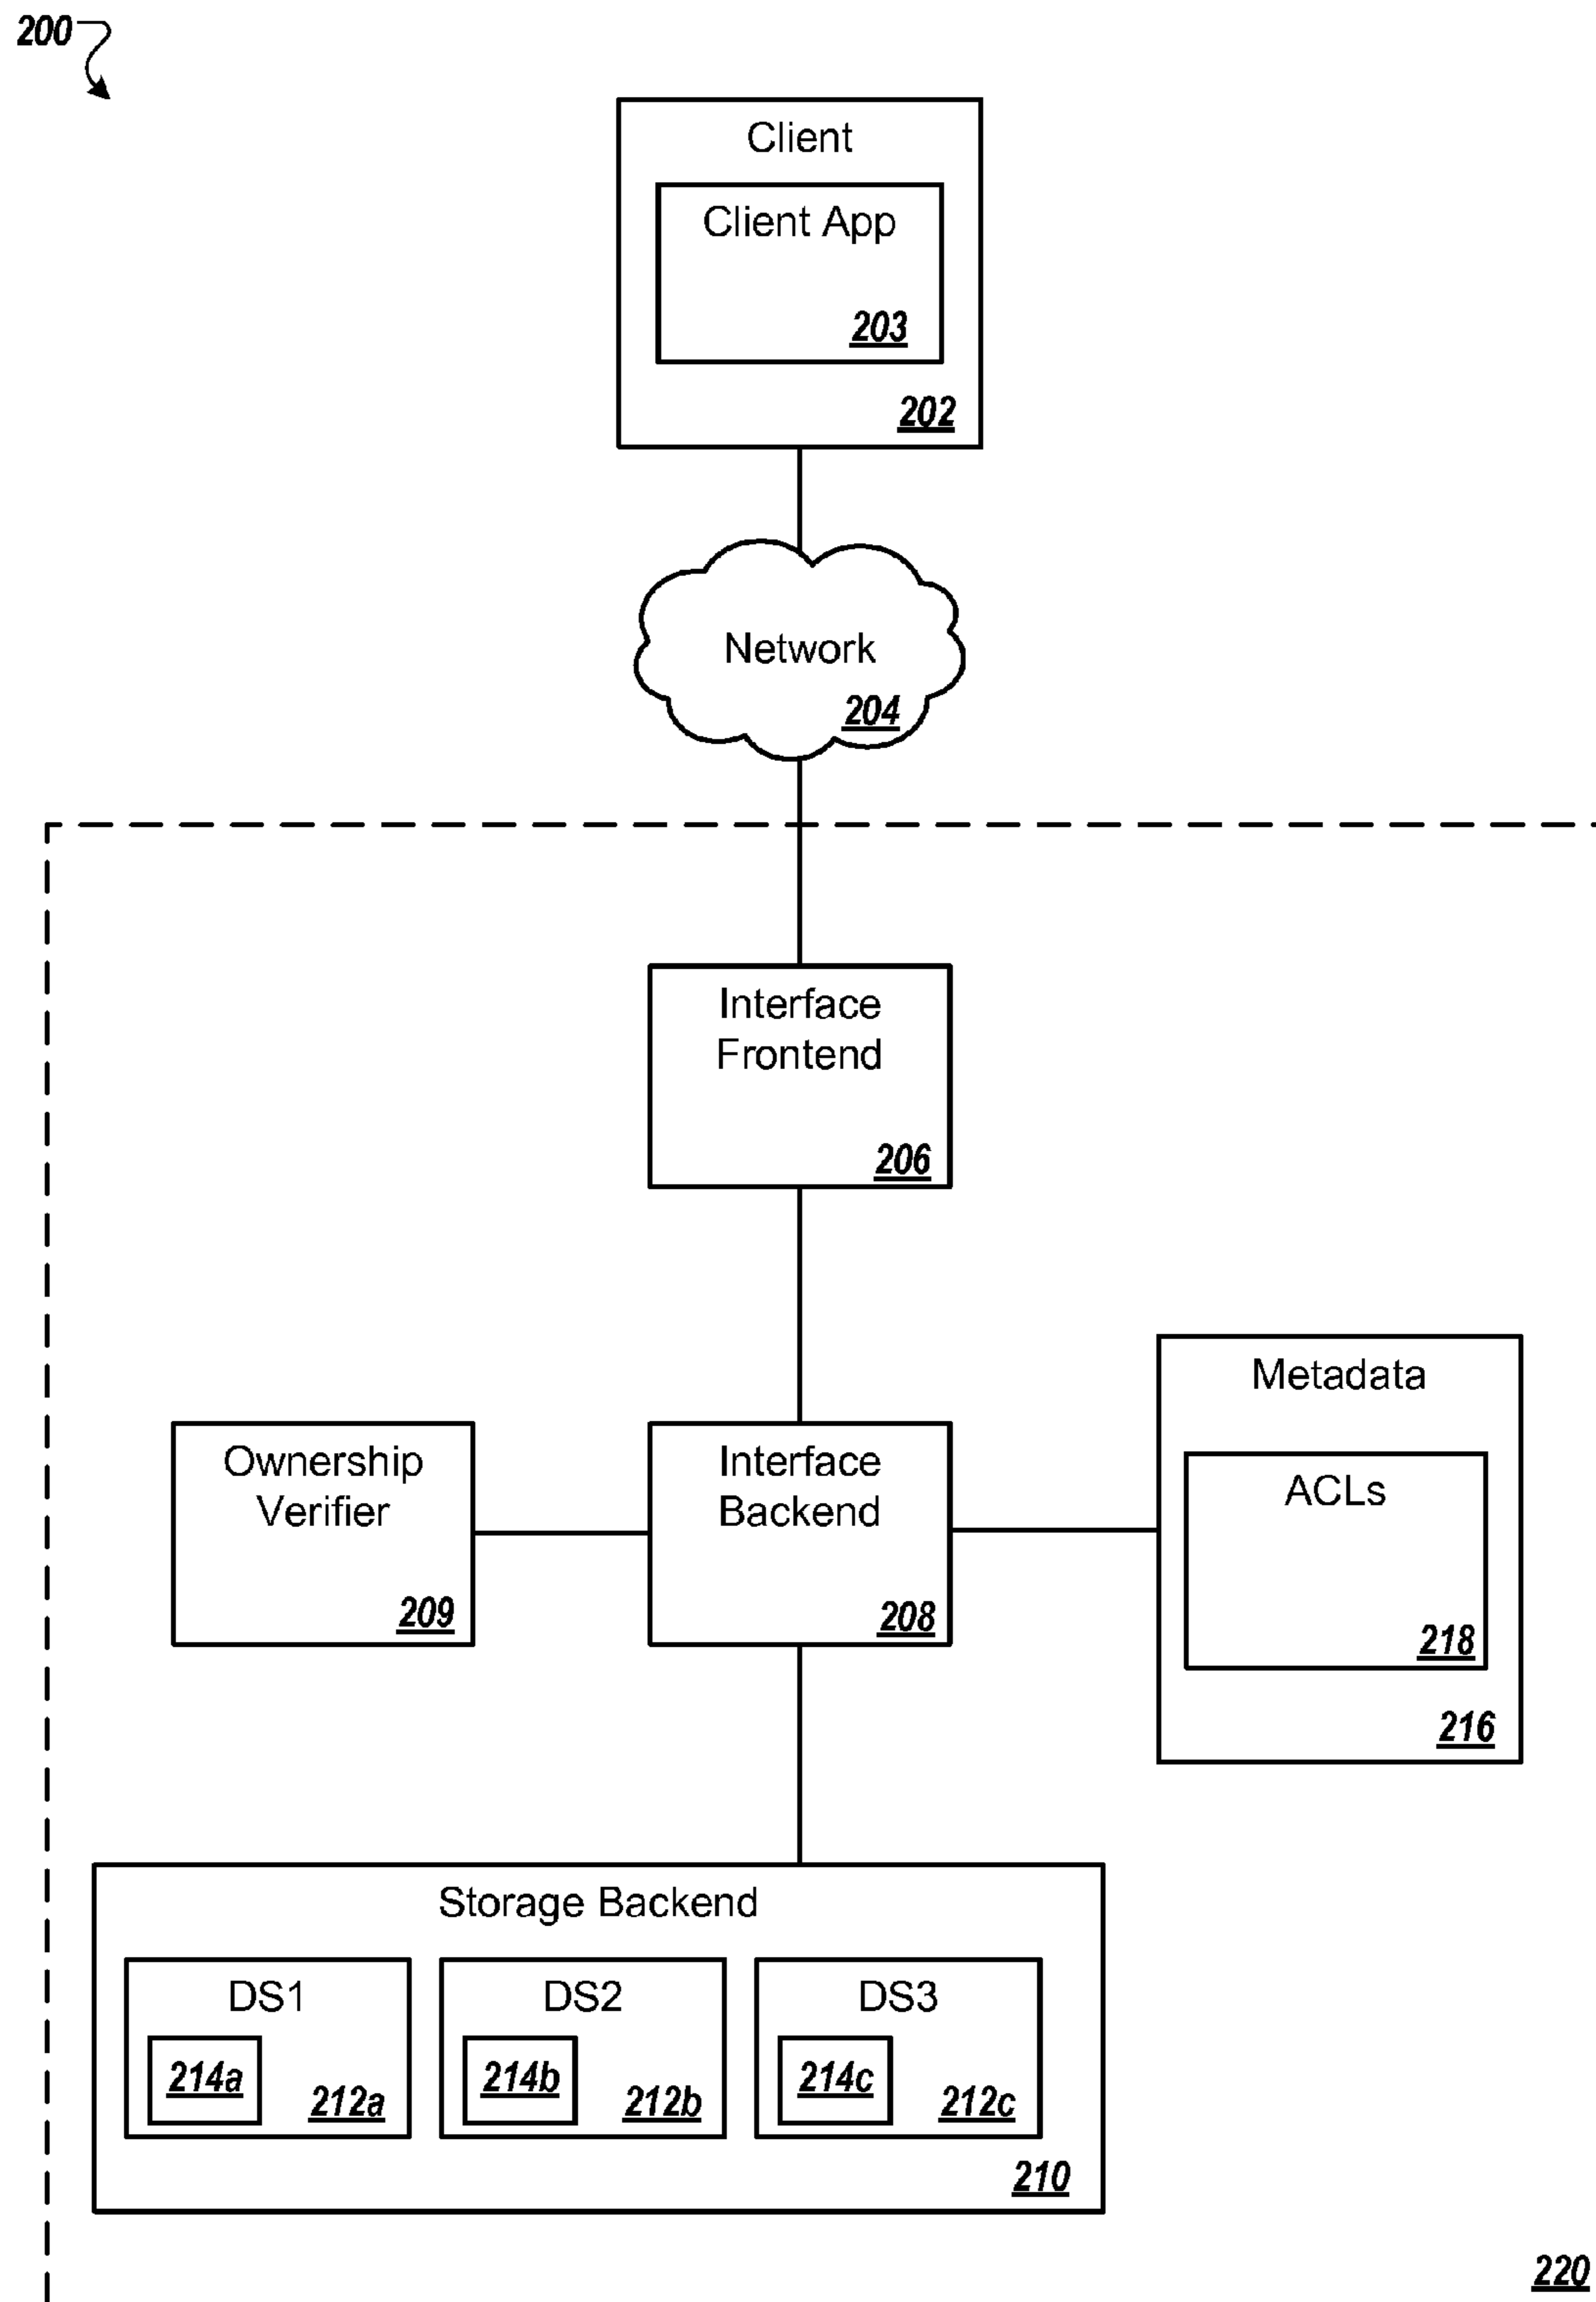 200
Client
Client App
203
202
Network
204
Interface
Frontend
206
Metadata
ACLs
218
216
Ownership
Verifier
209
Interface
Backend
208
Storage Backend
DS1
214a
212a
DS2
214b
212b
DS3
214c
212c
210
220